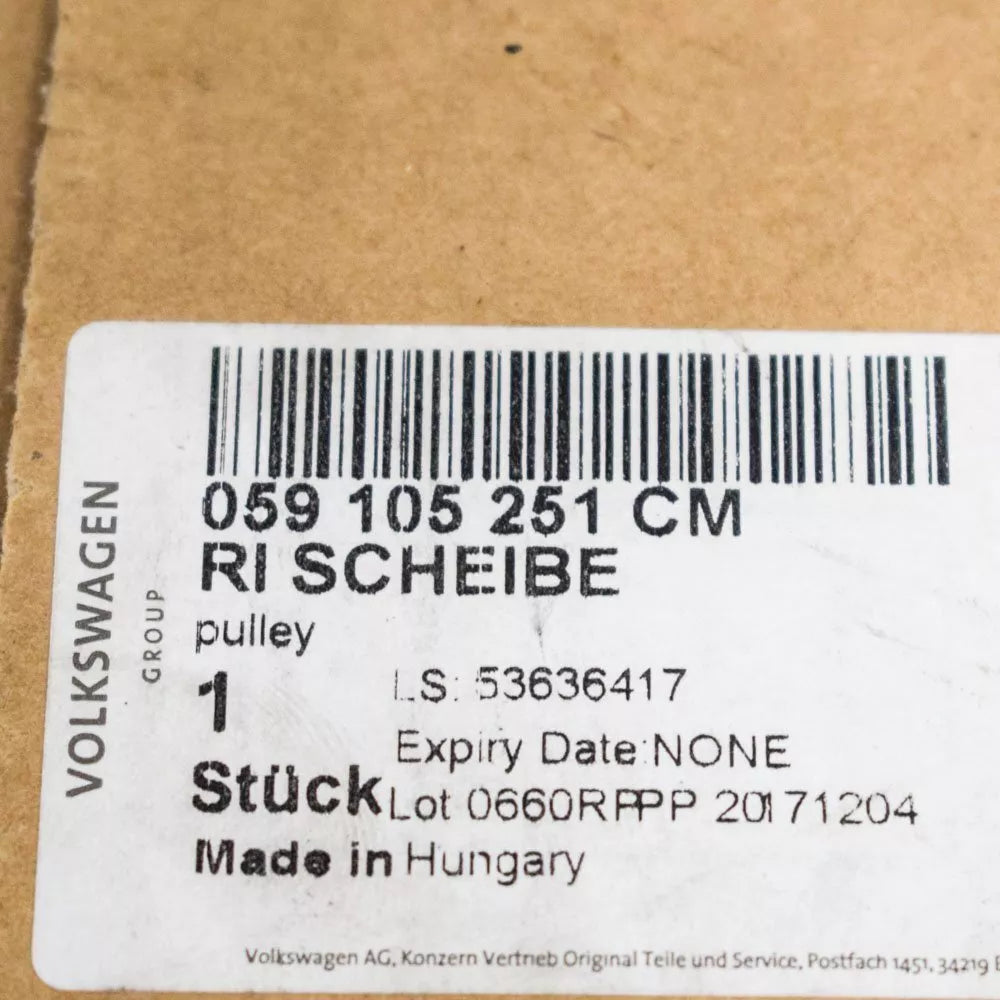 059 105 251 CM
RI SCHEIBE
pulley
1
LS: 53636417
Expiry Date:NONE
Stück
Lot 0660RPPP 20171204
Made in Hungary
VOLKSWAGEN
GROUP
Volkswagen AG, Konzern Vertrieb Original Teile und Service, Postfach 1451, 34219